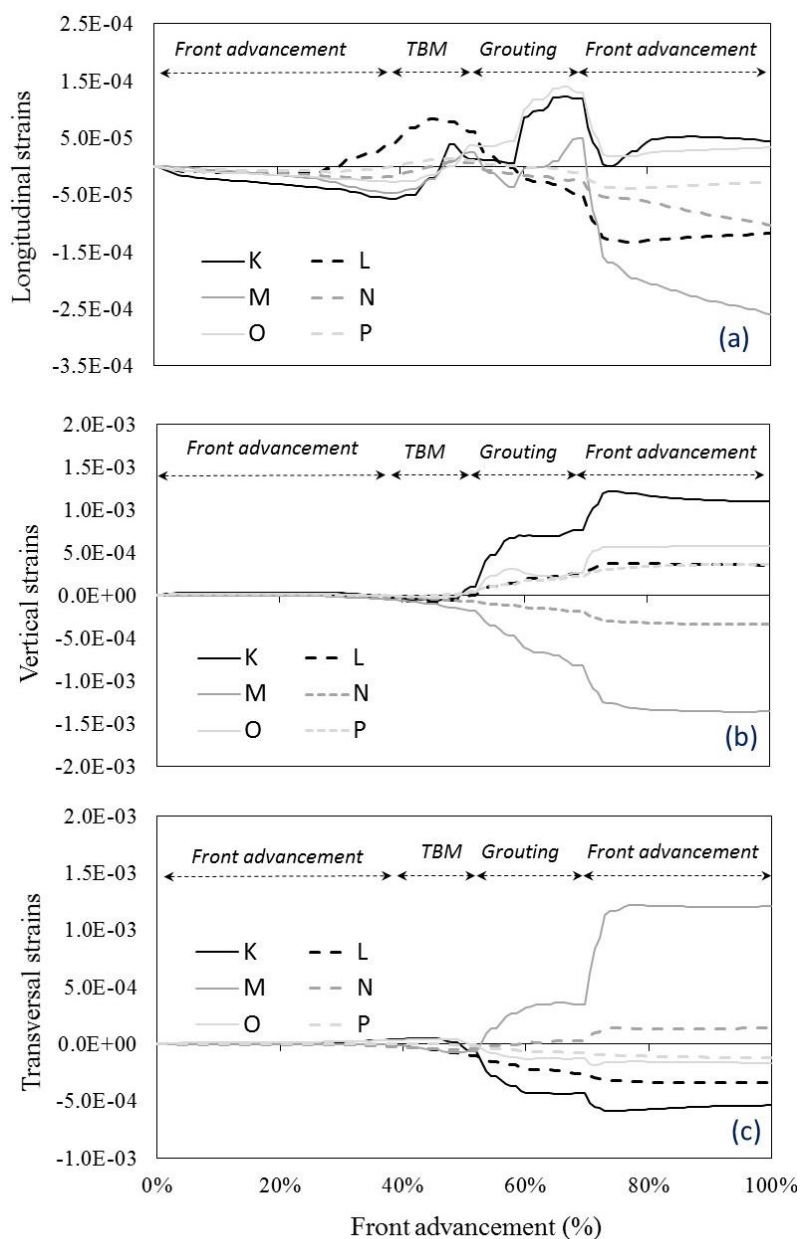 2.5E-04
1.5E-04
5.0E-05
-5.0E-05
-1.5E-04
-2.5E-04
-3.5E-04
Longitudinal strains
Front advancement TBM Grouting Front advancement
K L
M N
O P
(a)
2.0E-03
1.5E-03
1.0E-03
5.0E-04
0.0E+00
-5.0E-04
-1.0E-03
-1.5E-03
-2.0E-03
Vertical strains
Front advancement TBM Grouting Front advancement
K L
M N
O P
(b)
2.0E-03
1.5E-03
1.0E-03
5.0E-04
0.0E+00
-5.0E-04
-1.0E-03
Transversal strains
Front advancement TBM Grouting Front advancement
K L
M N
O P
(c)
0% 20% 40% 60% 80% 100%
Front advancement (%)